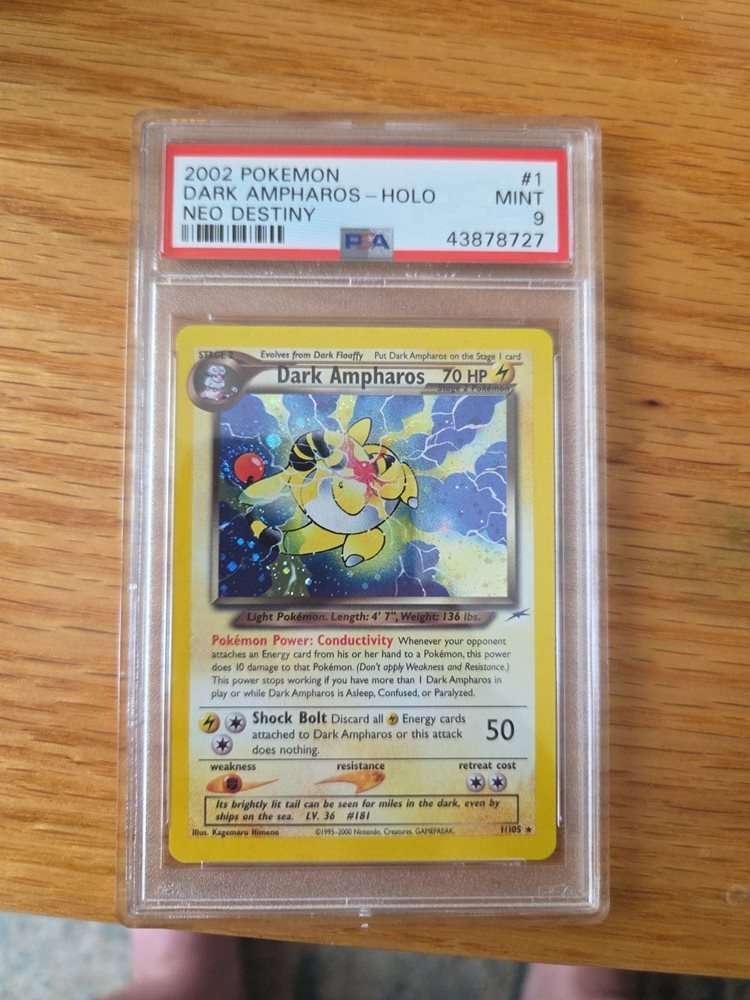 2002 POKEMON #1
DARK AMPHAROS - HOLO MINT
NEO DESTINY 9
PSA 43878727
STAGE 2 Evolves from Dark Flaaffy Put Dark Ampharos on the Stage 1 card
Dark Ampharos 70 HP
Stage 2 Pokémon
Light Pokémon. Length: 4' 7", Weight: 136 lbs.
Pokémon Power: Conductivity Whenever your opponent
attaches an Energy card from his or her hand to a Pokémon, this power
does 10 damage to that Pokémon. (Don't apply Weakness and Resistance.)
This power stops working if you have more than 1 Dark Ampharos in
play or while Dark Ampharos is Asleep, Confused, or Paralyzed.
Shock Bolt Discard all Energy cards
attached to Dark Ampharos or this attack 50
does nothing.
weakness resistance retreat cost
Its brightly lit tail can be seen for miles in the dark, even by
ships on the sea. LV. 36 #181
Illus. Kagemaru Himeno ©1995-2000 Nintendo, Creatures, GAMEFREAK. 1/105 ★